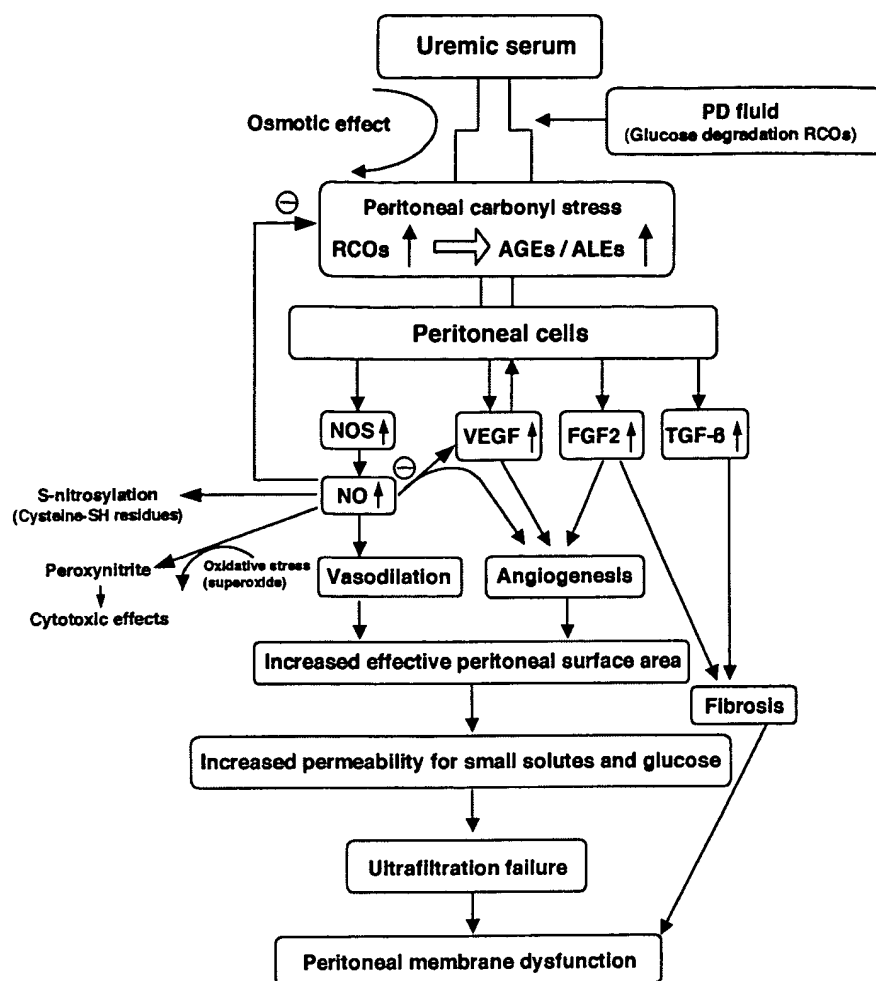 Uremic serum
PD fluid
(Glucose degradation RCOs)
Osmotic effect
Peritoneal carbonyl stress
RCOs AGEs / ALEs
Peritoneal cells
NOS VEGF FGF2 TGF-ß
NO
S-nitrosylation
(Cysteine-SH residues)
Peroxynitrite
Oxidative stress
(superoxide)
Cytotoxic effects
Vasodilation Angiogenesis
Increased effective peritoneal surface area
Fibrosis
Increased permeability for small solutes and glucose
Ultrafiltration failure
Peritoneal membrane dysfunction